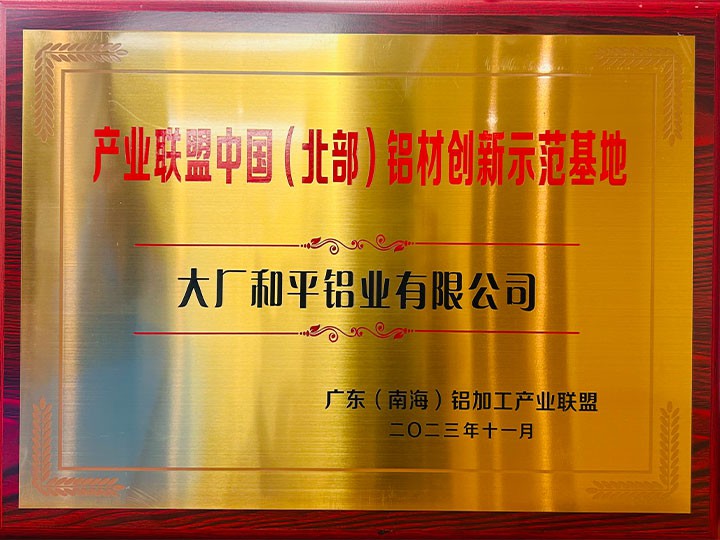 产业联盟中国（北部）铝材创新示范基地
大厂和平铝业有限公司
广东（南海）铝加工产业联盟
二〇二三年十一月